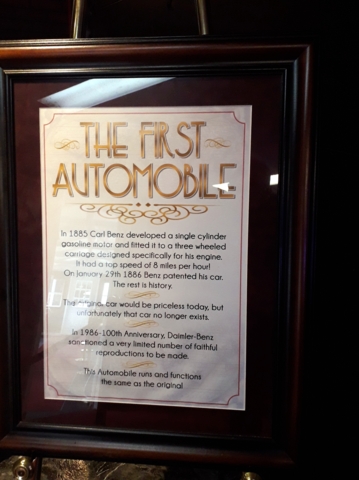 THE FIRST
AUTOMOBILE
In 1885 Carl Benz developed a single cylinder
gasoline motor and fitted it to a three wheeled
carriage designed specifically for his engine.
It had a top speed of 8 miles per hour!
On January 29th 1886 Benz patented his car.
The rest is history.
The original car would be priceless today, but
unfortunately that car no longer exists.
In 1986-100th Anniversary, Daimler-Benz
sanctioned a very limited number of faithful
reproductions to be made.
This Automobile runs and functions
the same as the original